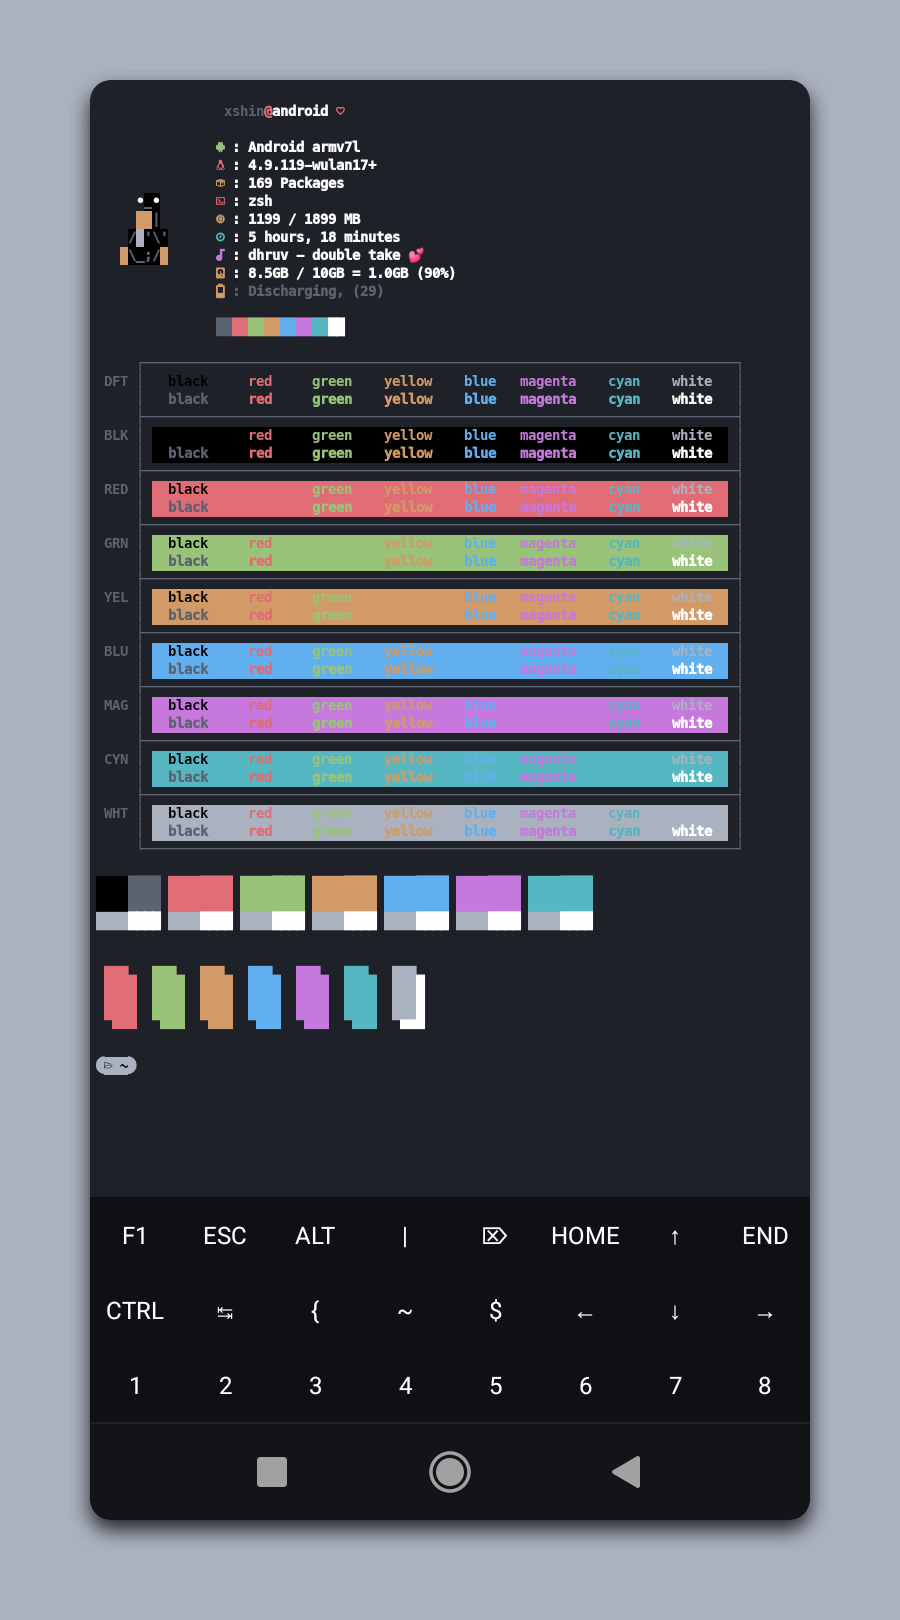 xshin@android ♡
: Android armv7l
: 4.9.119-wulan17+
: 169 Packages
: zsh
: 1199 / 1899 MB
: 5 hours, 18 minutes
: dhruv - double take 💕
: 8.5GB / 10GB = 1.0GB (90%)
: Discharging, (29)
DFT black red green yellow blue magenta cyan white
black red green yellow blue magenta cyan white
BLK red green yellow blue magenta cyan white
black red green yellow blue magenta cyan white
RED black green yellow blue magenta cyan white
black green yellow blue magenta cyan white
GRN black red yellow blue magenta cyan white
black red yellow blue magenta cyan white
YEL black red green blue magenta cyan white
black red green blue magenta cyan white
BLU black red green yellow magenta cyan white
black red green yellow magenta cyan white
MAG black red green yellow blue cyan white
black red green yellow blue cyan white
CYN black red green yellow blue magenta white
black red green yellow blue magenta white
WHT black red green yellow blue magenta cyan
black red green yellow blue magenta cyan white
~
F1 ESC ALT | ⌦ HOME ↑ END
CTRL ↹ { ~ $ ← ↓ →
1 2 3 4 5 6 7 8